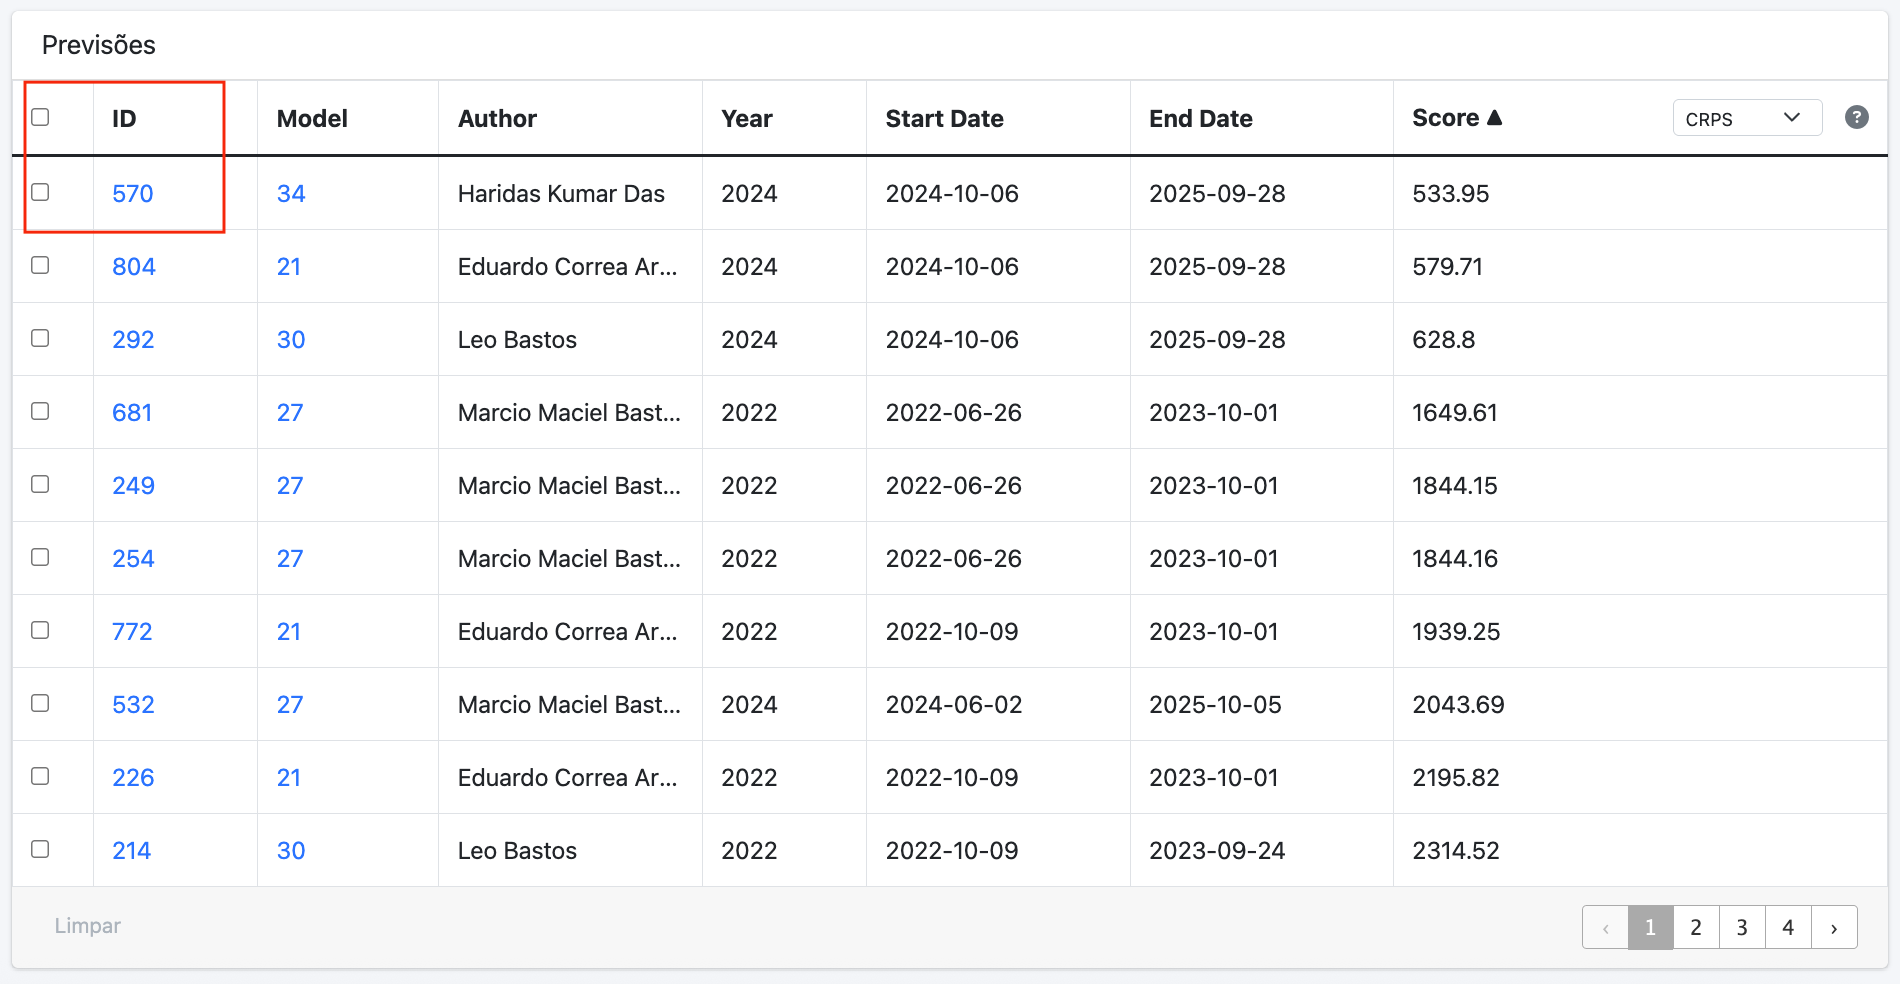 Previsões
ID Model Author Year Start Date End Date Score ▲ CRPS ?
570 34 Haridas Kumar Das 2024 2024-10-06 2025-09-28 533.95
804 21 Eduardo Correa Ar... 2024 2024-10-06 2025-09-28 579.71
292 30 Leo Bastos 2024 2024-10-06 2025-09-28 628.8
681 27 Marcio Maciel Bast... 2022 2022-06-26 2023-10-01 1649.61
249 27 Marcio Maciel Bast... 2022 2022-06-26 2023-10-01 1844.15
254 27 Marcio Maciel Bast... 2022 2022-06-26 2023-10-01 1844.16
772 21 Eduardo Correa Ar... 2022 2022-10-09 2023-10-01 1939.25
532 27 Marcio Maciel Bast... 2024 2024-06-02 2025-10-05 2043.69
226 21 Eduardo Correa Ar... 2022 2022-10-09 2023-10-01 2195.82
214 30 Leo Bastos 2022 2022-10-09 2023-09-24 2314.52
Limpar ‹ 1 2 3 4 ›